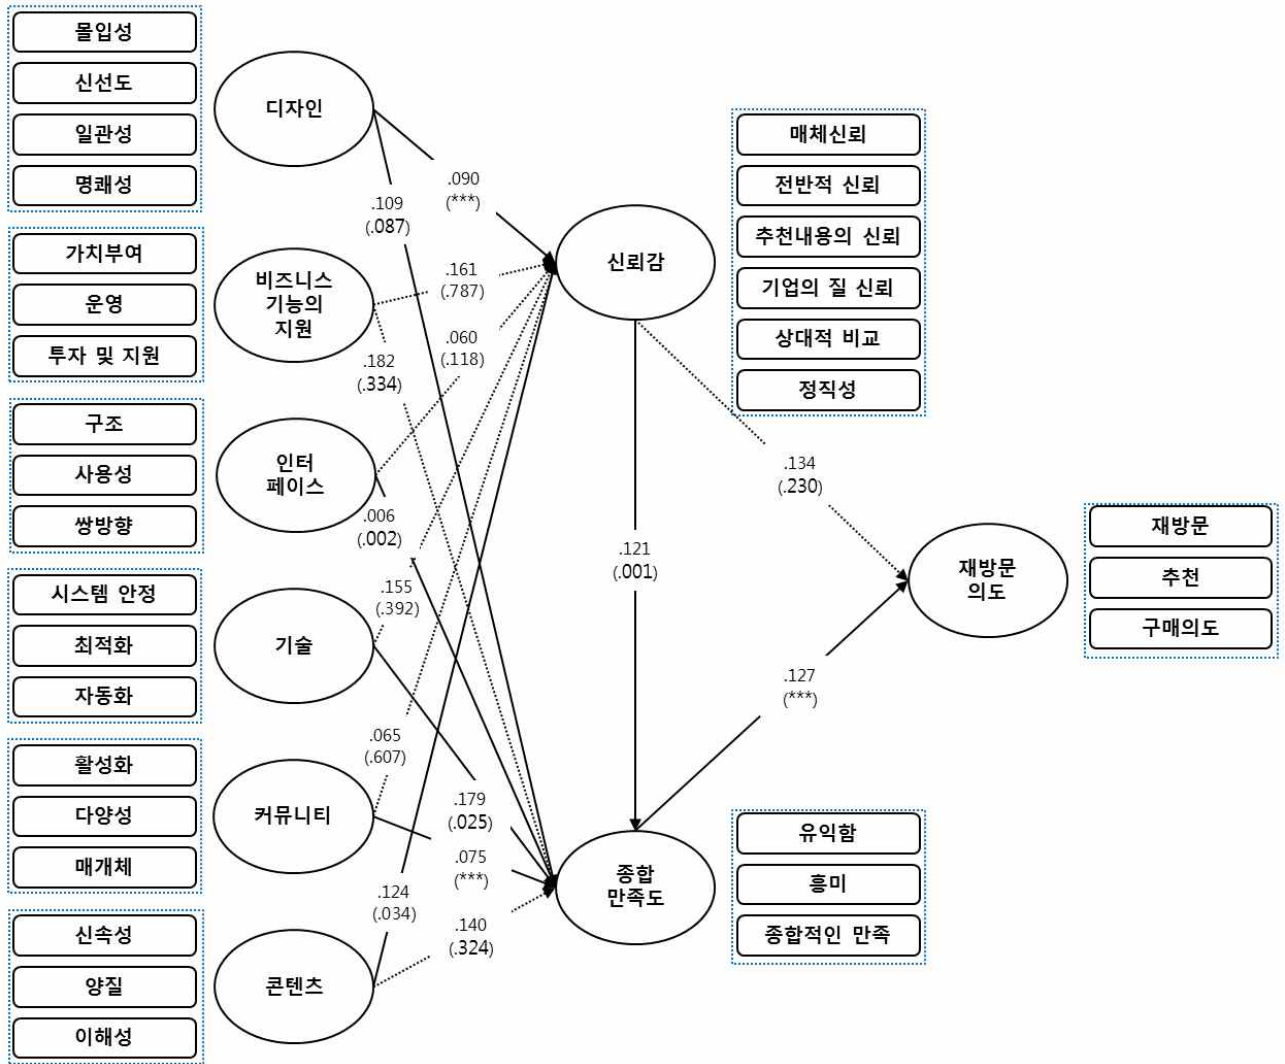 몰입성
신선도
일관성
명쾌성
가치부여
운영
투자 및 지원
구조
사용성
쌍방향
시스템 안정
최적화
자동화
활성화
다양성
매개체
신속성
양질
이해성
디자인
비즈니스
기능의
지원
인터
페이스
기술
커뮤니티
콘텐츠
.090
(***)
.109
(.087)
.161
(.787)
.060
(.118)
.182
(.334)
.006
(.002)
.155
(.392)
.065
(.607)
.179
(.025)
.075
(***)
.124
(.034)
.140
(.324)
신뢰감
.121
(.001)
종합
만족도
매체신뢰
전반적 신뢰
추천내용의 신뢰
기업의 질 신뢰
상대적 비교
정직성
.134
(.230)
.127
(***)
유익함
흥미
종합적인 만족
재방문
의도
재방문
추천
구매의도